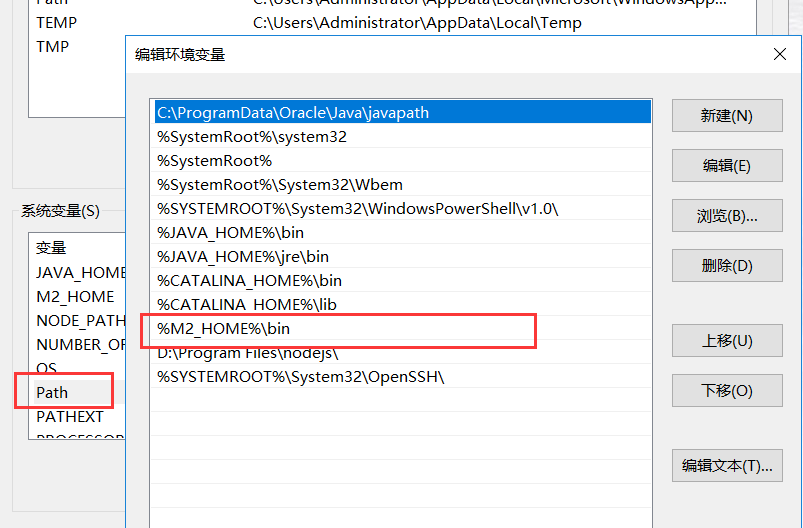 Path C:\Users\Administrator\AppData\Local\Microsoft\WindowsApp...
TEMP C:\Users\Administrator\AppData\Local\Temp
TMP
编辑环境变量
C:\ProgramData\Oracle\Java\javapath
%SystemRoot%\system32
%SystemRoot%
%SystemRoot%\System32\Wbem
%SYSTEMROOT%\System32\WindowsPowerShell\v1.0\
%JAVA_HOME%\bin
%JAVA_HOME%\jre\bin
%CATALINA_HOME%\bin
%CATALINA_HOME%\lib
%M2_HOME%\bin
D:\Program Files\nodejs\
%SYSTEMROOT%\System32\OpenSSH\
新建(N)
编辑(E)
浏览(B)...
删除(D)
上移(U)
下移(O)
编辑文本(T)...
系统变量(S)
变量
JAVA_HOME
M2_HOME
NODE_PATH
NUMBER_OF
OS
Path
PATHEXT
PROCESSOR